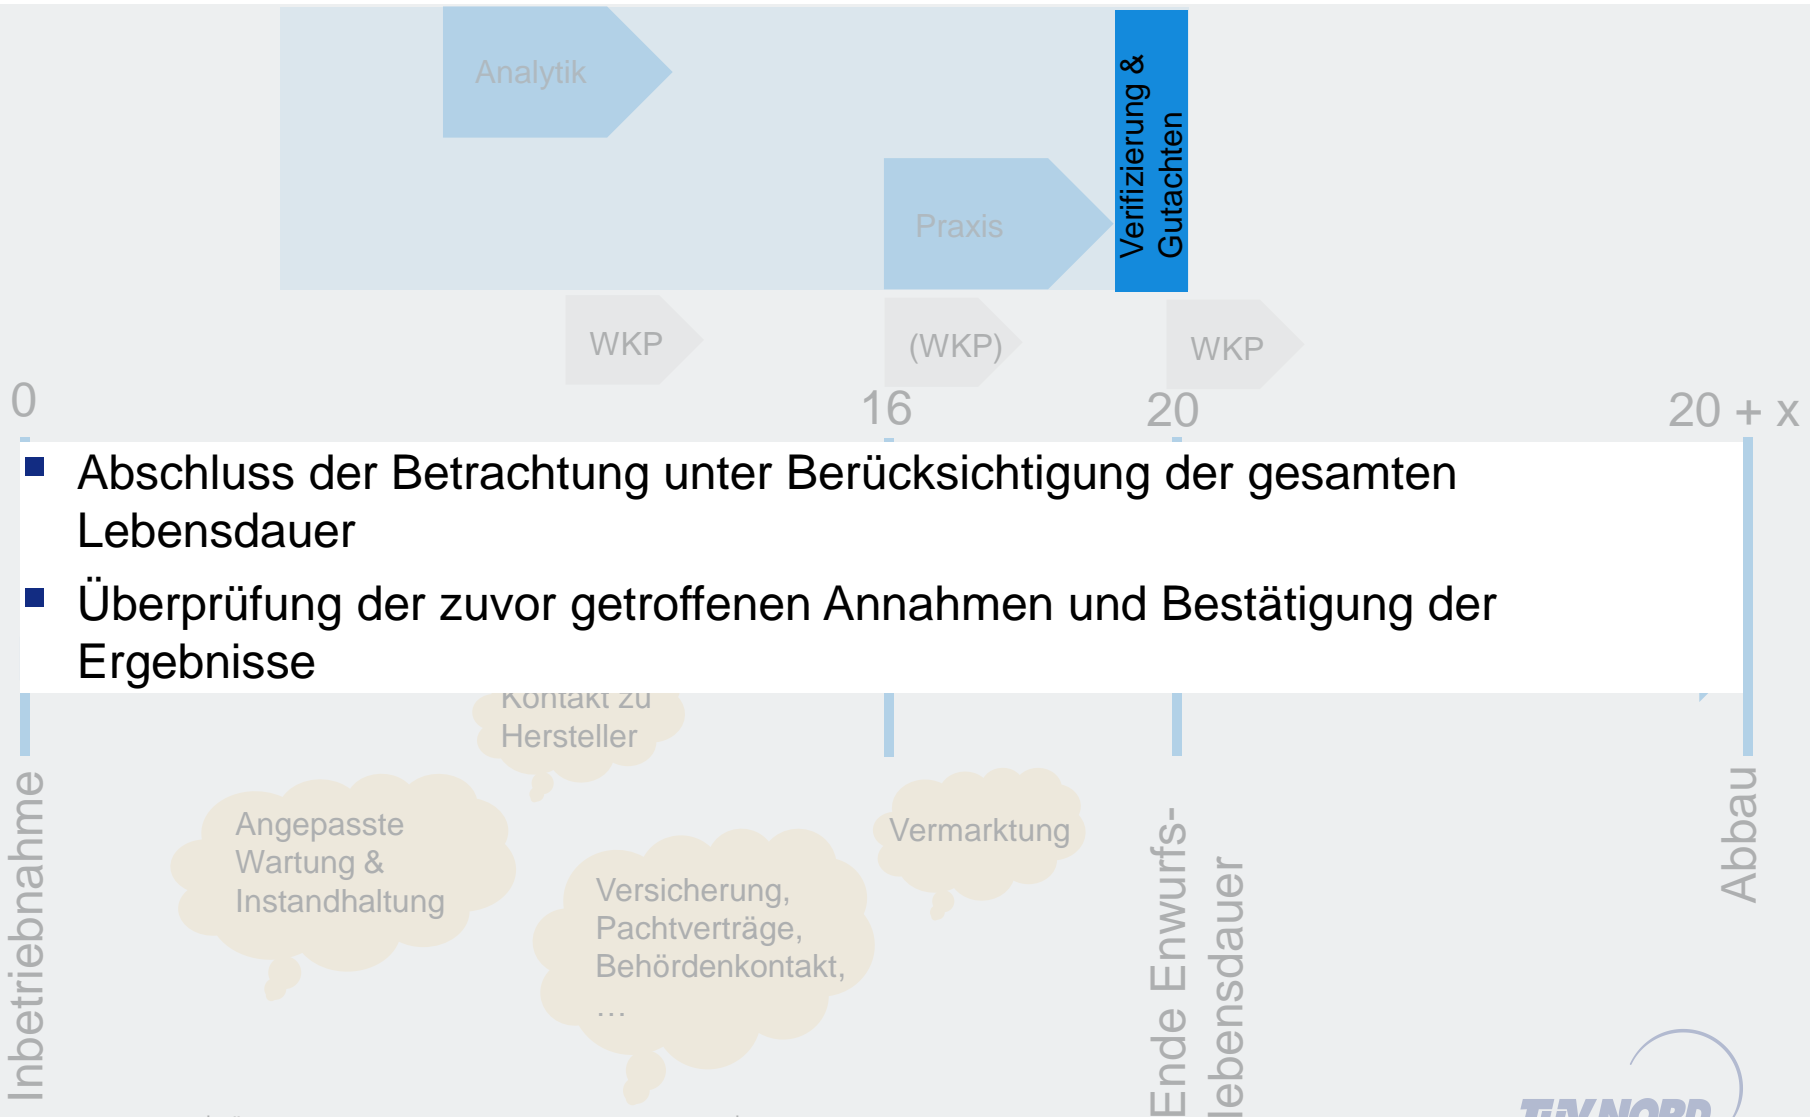 Analytik
Verifizierung &
Gutachten
Praxis
WKP
(WKP)
WKP
0
16
20
20 + x
Abschluss der Betrachtung unter Berücksichtigung der gesamten
Lebensdauer
Überprüfung der zuvor getroffenen Annahmen und Bestätigung der
Ergebnisse
Kontakt zu
Hersteller
Angepasste
Wartung &
Instandhaltung
Versicherung,
Pachtverträge,
Behördenkontakt,
…
Vermarktung
Inbetriebnahme
Ende Enwurfs-
lebensdauer
Abbau
TÜV NORD